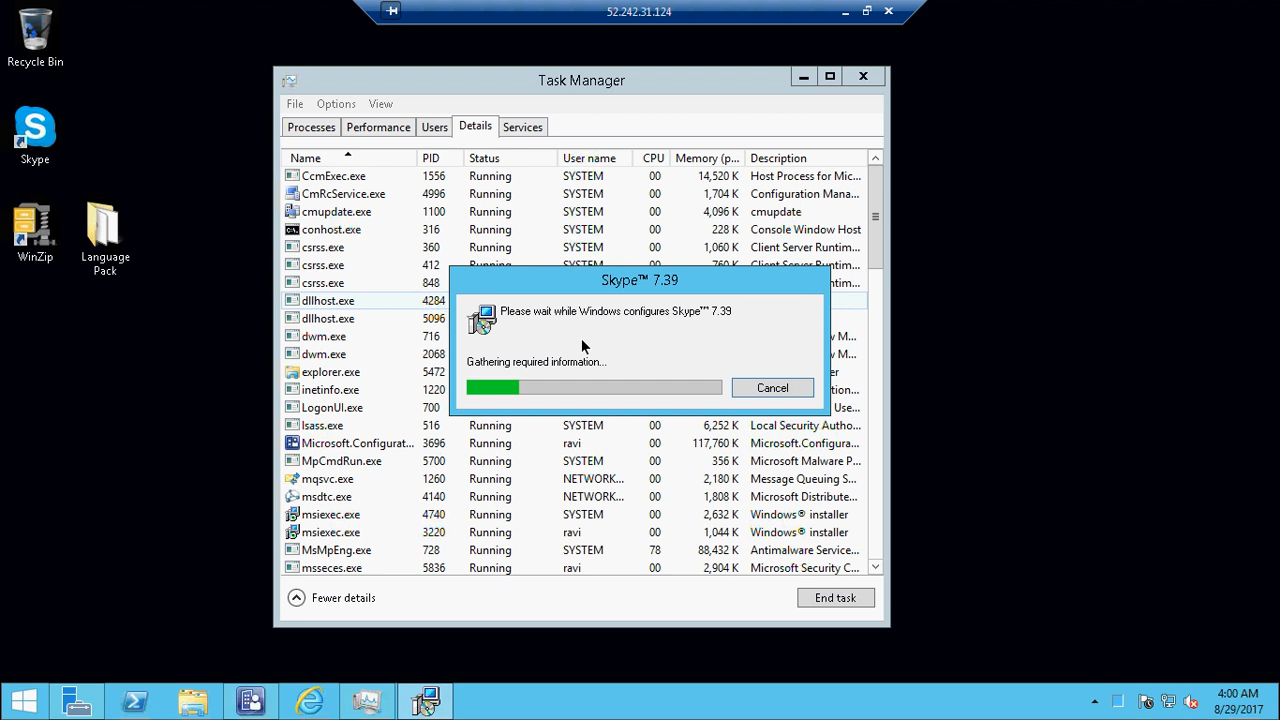 52.242.31.124
Recycle Bin
Skype
WinZip
Language
Pack
Task Manager
File Options View
Processes Performance Users Details Services
Name PID Status User name CPU Memory (p... Description
CcmExec.exe 1556 Running SYSTEM 00 14,520 K Host Process for Mic...
CmRcService.exe 4996 Running SYSTEM 00 1,704 K Configuration Mana...
cmupdate.exe 1100 Running SYSTEM 00 4,096 K cmupdate
conhost.exe 316 Running SYSTEM 00 228 K Console Window Host
csrss.exe 360 Running SYSTEM 00 1,060 K Client Server Runtim...
csrss.exe 412 Running SYSTEM 00 760 K Client Server Runtim...
csrss.exe 848
dllhost.exe 4284
dllhost.exe 5096
dwm.exe 716
dwm.exe 2068
explorer.exe 5472
inetinfo.exe 1220
LogonUI.exe 700 Use...
lsass.exe 516 Running SYSTEM 00 6,252 K Local Security Autho...
Microsoft.Configurat... 3696 Running ravi 00 117,760 K Microsoft.Configura...
MpCmdRun.exe 5700 Running SYSTEM 00 356 K Microsoft Malware P...
mqsvc.exe 1260 Running NETWORK... 00 2,180 K Message Queuing S...
msdtc.exe 4140 Running NETWORK... 00 1,808 K Microsoft Distribute...
msiexec.exe 4740 Running SYSTEM 00 2,632 K Windows® installer
msiexec.exe 3220 Running ravi 00 1,044 K Windows® installer
MsMpEng.exe 728 Running SYSTEM 78 88,432 K Antimalware Service...
msseces.exe 5836 Running ravi 00 2,904 K Microsoft Security C...
Fewer details End task
Skype™ 7.39
Please wait while Windows configures Skype™ 7.39
Gathering required information...
Cancel
4:00 AM
8/29/2017